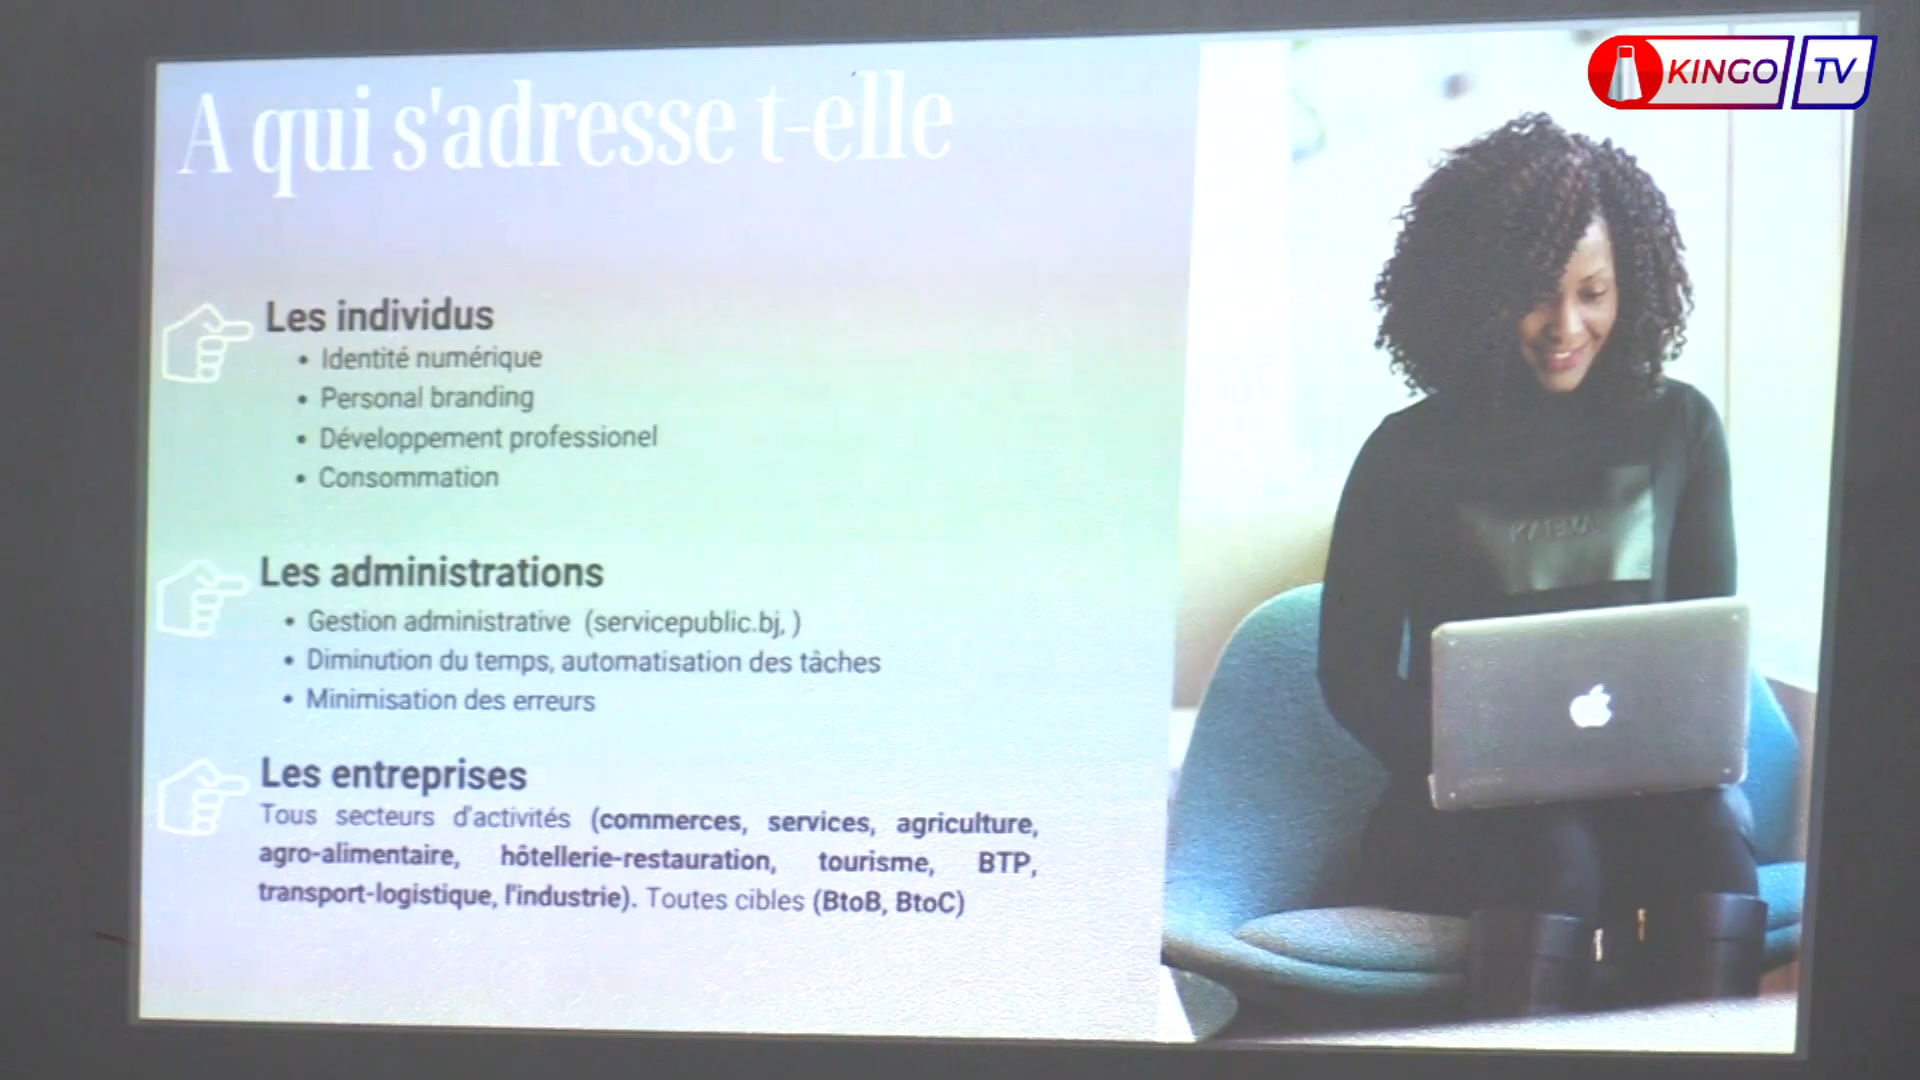 KINGO TV
A qui s'adresse t-elle
Les individus
• Identité numérique
• Personal branding
• Développement professionel
• Consommation
Les administrations
• Gestion administrative (servicepublic.bj, )
• Diminution du temps, automatisation des tâches
• Minimisation des erreurs
Les entreprises
Tous secteurs d'activités (commerces, services, agriculture,
agro-alimentaire, hôtellerie-restauration, tourisme, BTP,
transport-logistique, l'industrie). Toutes cibles (BtoB, BtoC)